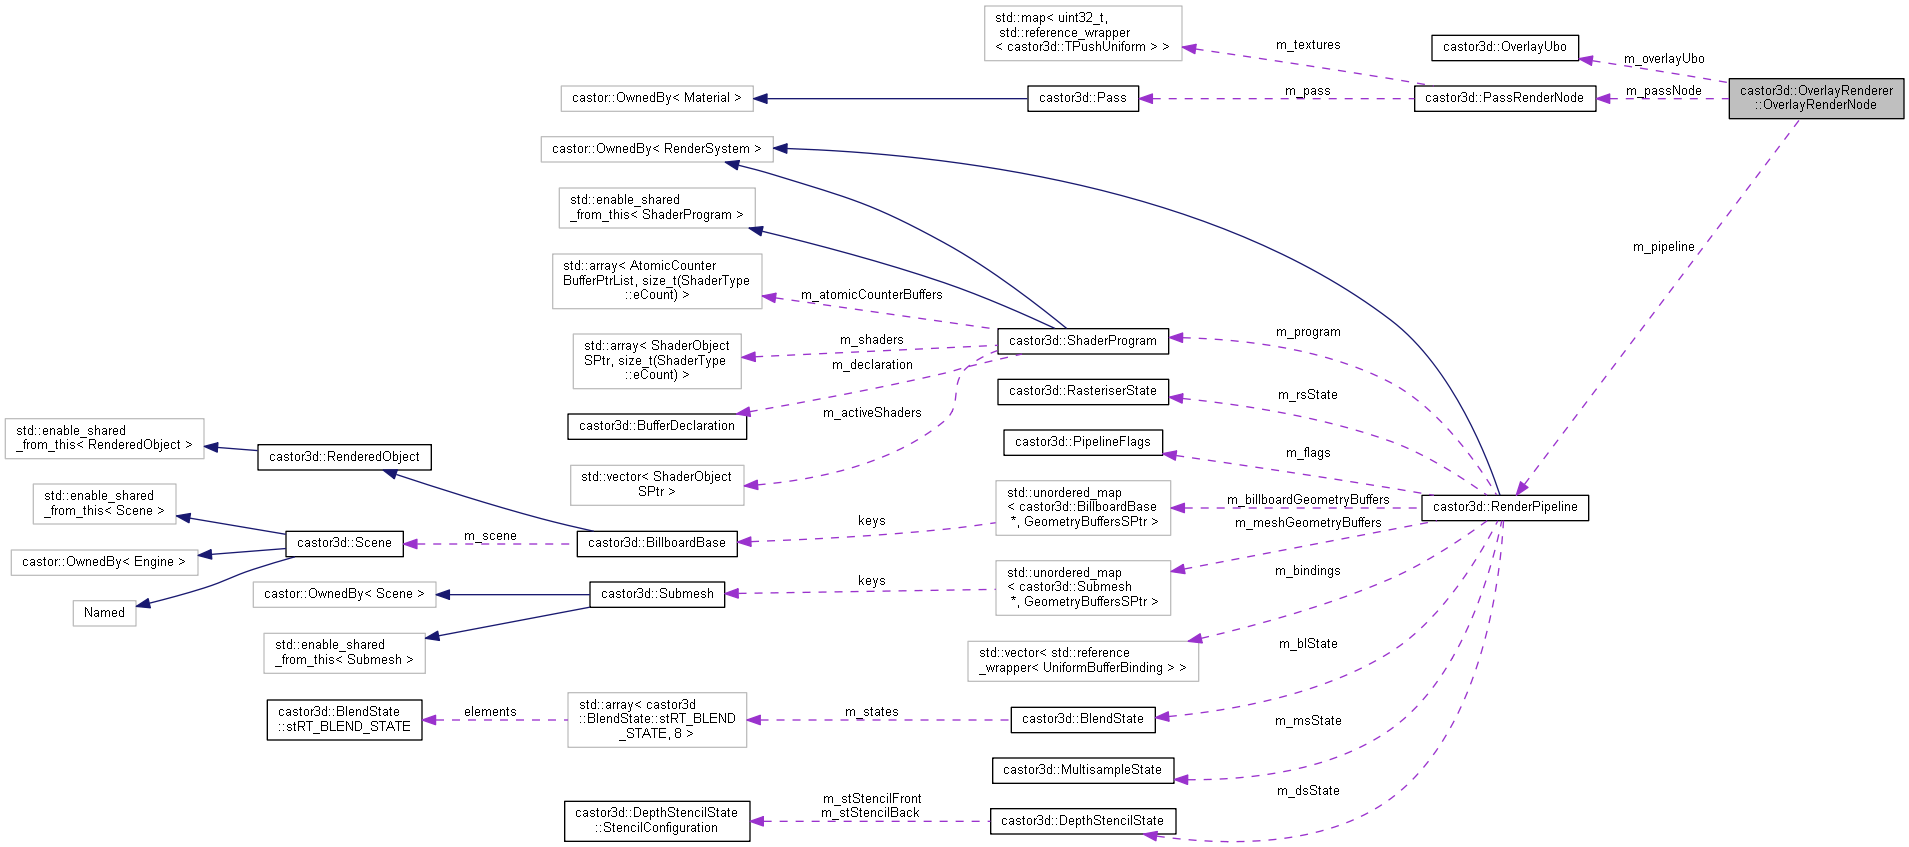 std::map< uint32_t,
std::reference_wrapper
< castor3d::TPushUniform > >
m_textures
castor3d::OverlayUbo
m_overlayUbo
castor3d::OverlayRenderer
::OverlayRenderNode
castor::OwnedBy< Material >
castor3d::Pass
m_pass
castor3d::PassRenderNode
m_passNode
castor::OwnedBy< RenderSystem >
std::enable_shared
_from_this< ShaderProgram >
m_pipeline
std::array< AtomicCounter
BufferPtrList, size_t(ShaderType
::eCount) >
m_atomicCounterBuffers
std::array< ShaderObject
SPtr, size_t(ShaderType
::eCount) >
m_shaders
castor3d::ShaderProgram
m_program
m_declaration
castor3d::RasteriserState
m_rsState
m_activeShaders
castor3d::BufferDeclaration
std::enable_shared
_from_this< RenderedObject >
castor3d::RenderedObject
castor3d::PipelineFlags
m_flags
std::vector< ShaderObject
SPtr >
std::enable_shared
_from_this< Scene >
std::unordered_map
< castor3d::BillboardBase
*, GeometryBuffersSPtr >
m_billboardGeometryBuffers
castor3d::RenderPipeline
m_meshGeometryBuffers
keys
castor3d::Scene
m_scene
castor3d::BillboardBase
castor::OwnedBy< Engine >
std::unordered_map
< castor3d::Submesh
*, GeometryBuffersSPtr >
m_bindings
keys
castor::OwnedBy< Scene >
castor3d::Submesh
Named
std::enable_shared
_from_this< Submesh >
std::vector< std::reference
_wrapper< UniformBufferBinding > >
m_blState
castor3d::BlendState
::stRT_BLEND_STATE
elements
std::array< castor3d
::BlendState::stRT_BLEND
_STATE, 8 >
m_states
castor3d::BlendState
m_msState
castor3d::MultisampleState
m_dsState
castor3d::DepthStencilState
::StencilConfiguration
m_stStencilFront
m_stStencilBack
castor3d::DepthStencilState